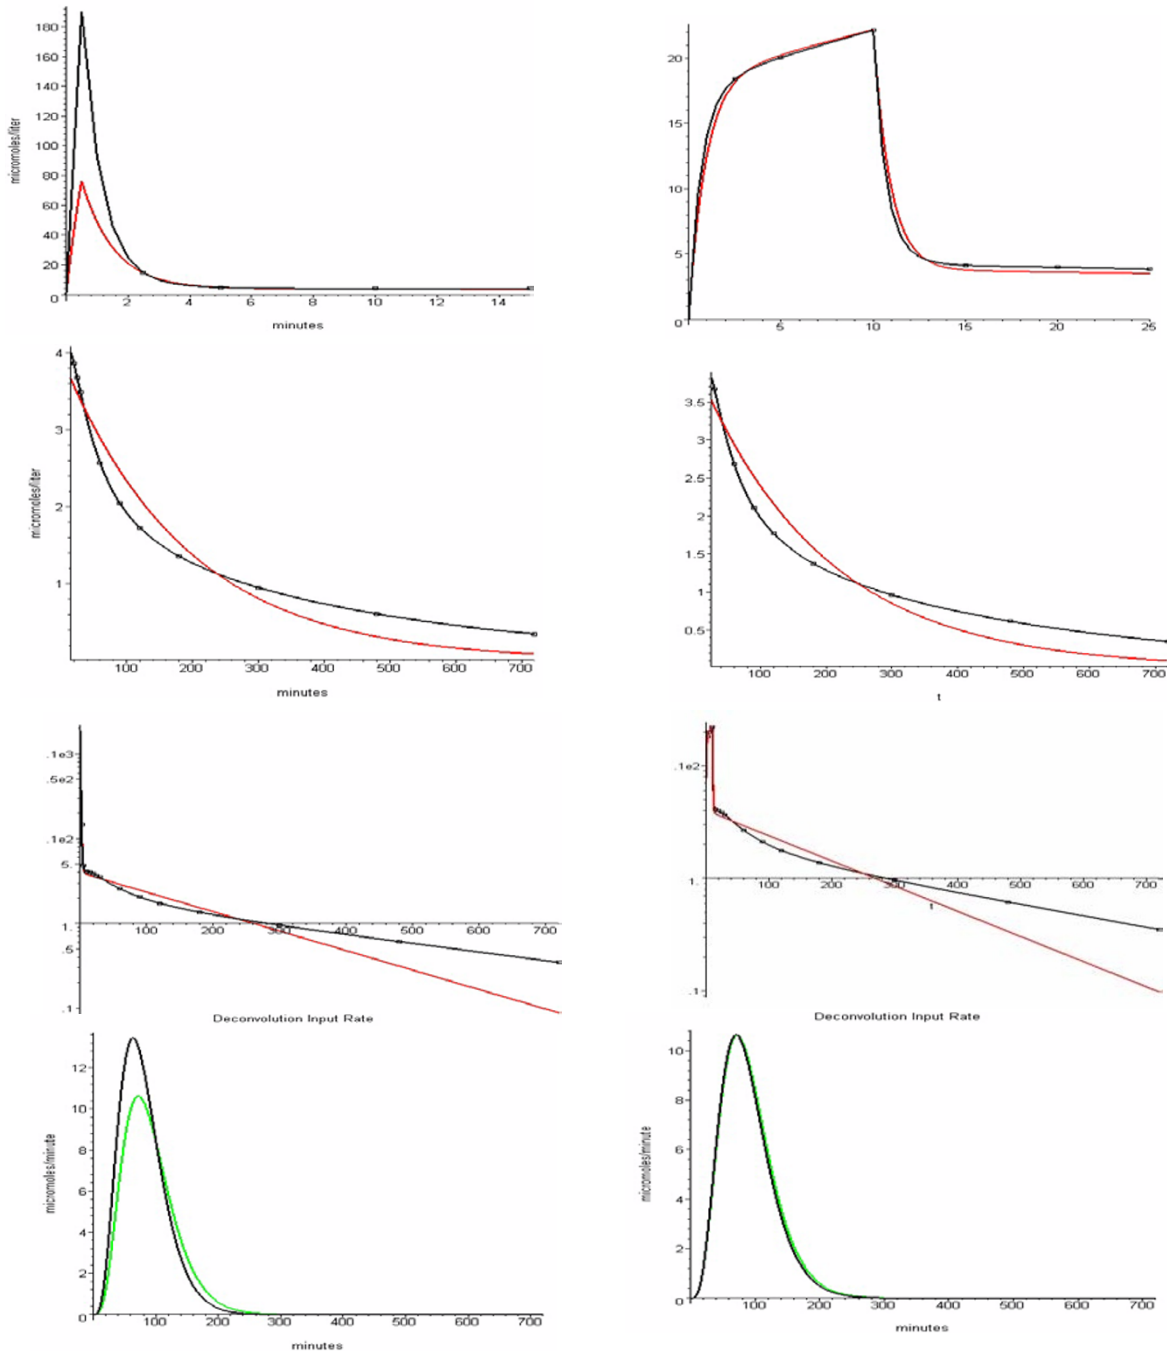 180
160
140
120
100
80
60
40
20
0
micromoles/liter
2 4 6 8 10 12 14
minutes
20
15
10
5
0
5 10 15 20 25
4
3
2
1
micromoles/liter
100 200 300 400 500 600 700
minutes
3.5
3
2.5
2
1.5
1
0.5
100 200 300 400 500 600 700
t
.1e3
.5e2
.1e2
5.
1.
.5
.1
100 200 300 400 500 600 700
Deconvolution Input Rate
.1e2
1.
.1
100 200 300 400 500 600 700
t
Deconvolution Input Rate
12
10
8
6
4
2
0
micromoles/minute
100 200 300 400 500 600 700
minutes
10
8
6
4
2
0
micromoles/minute
100 200 300 400 500 600 700
minutes